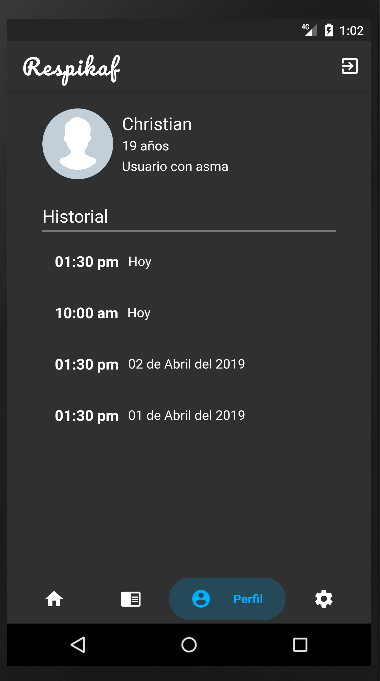 4G 1:02
Respikaf
Christian
19 años
Usuario con asma
Historial
01:30 pm Hoy
10:00 am Hoy
01:30 pm 02 de Abril del 2019
01:30 pm 01 de Abril del 2019
Perfil